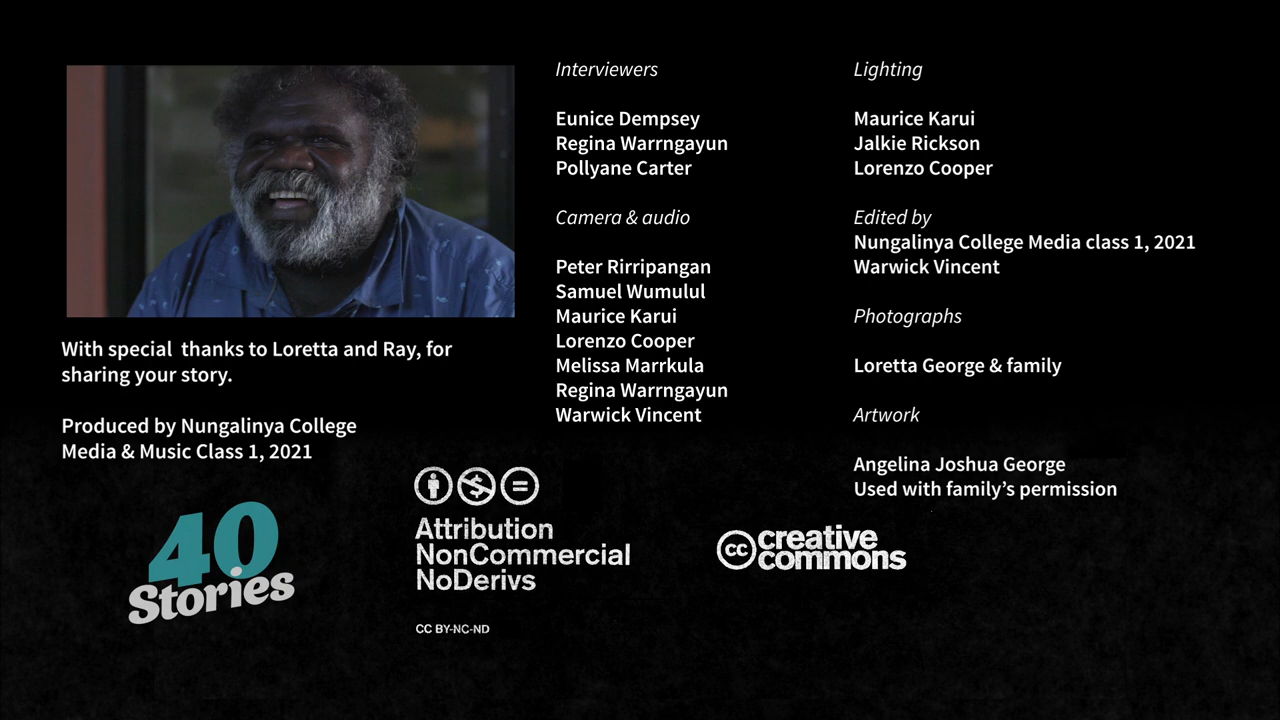 With special  thanks to Loretta and Ray, for
sharing your story.
Produced by Nungalinya College
Media & Music Class 1, 2021
40
Stories
Interviewers
Eunice Dempsey
Regina Warrngayun
Pollyane Carter
Camera & audio
Peter Rirripangan
Samuel Wumulul
Maurice Karui
Lorenzo Cooper
Melissa Marrkula
Regina Warrngayun
Warwick Vincent
Attribution
NonCommercial
NoDerivs
CC BY-NC-ND
Lighting
Maurice Karui
Jalkie Rickson
Lorenzo Cooper
Edited by
Nungalinya College Media class 1, 2021
Warwick Vincent
Photographs
Loretta George & family
Artwork
Angelina Joshua George
Used with family’s permission
cc creative
commons